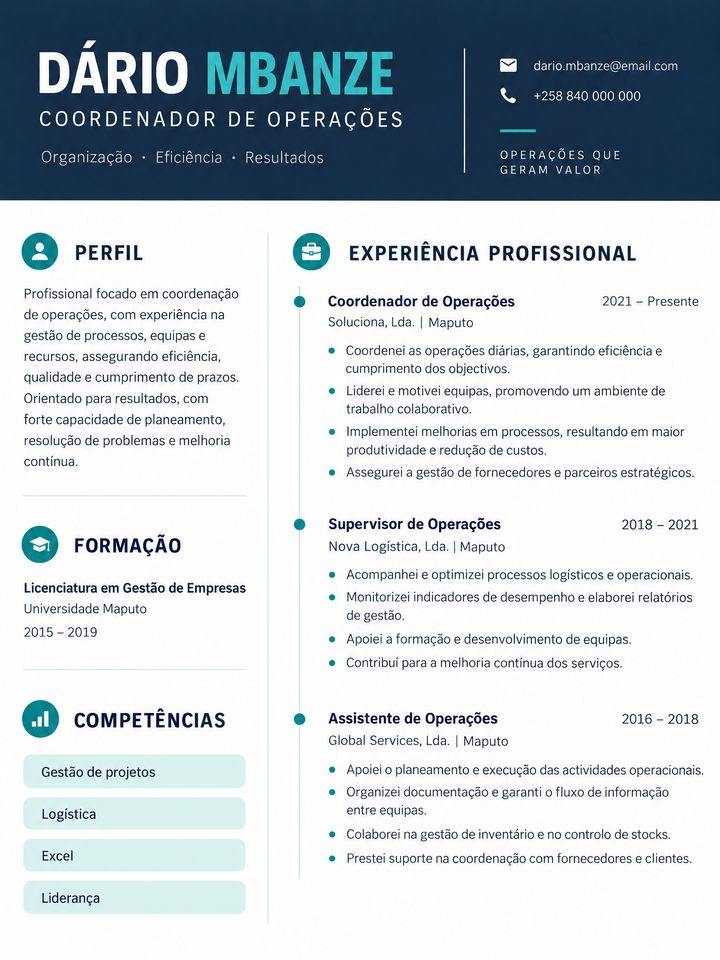 DÁRIO MBANZE
COORDENADOR DE OPERAÇÕES
Organização · Eficiência · Resultados
dario.mbanze@email.com
+258 840 000 000
OPERAÇÕES QUE
GERAM VALOR
PERFIL
Profissional focado em coordenação
de operações, com experiência na
gestão de processos, equipas e
recursos, assegurando eficiência,
qualidade e cumprimento de prazos.
Orientado para resultados, com
forte capacidade de planeamento,
resolução de problemas e melhoria
contínua.
FORMAÇÃO
Licenciatura em Gestão de Empresas
Universidade Maputo
2015 – 2019
COMPETÊNCIAS
Gestão de projetos
Logística
Excel
Liderança
EXPERIÊNCIA PROFISSIONAL
Coordenador de Operações 2021 – Presente
Soluciona, Lda. | Maputo
• Coordenei as operações diárias, garantindo eficiência e
cumprimento dos objectivos.
• Liderei e motivei equipas, promovendo um ambiente de
trabalho colaborativo.
• Implementei melhorias em processos, resultando em maior
produtividade e redução de custos.
• Assegurei a gestão de fornecedores e parceiros estratégicos.
Supervisor de Operações 2018 – 2021
Nova Logística, Lda. | Maputo
• Acompanhei e optimizei processos logísticos e operacionais.
• Monitorizei indicadores de desempenho e elaborei relatórios
de gestão.
• Apoiei a formação e desenvolvimento de equipas.
• Contribuí para a melhoria contínua dos serviços.
Assistente de Operações 2016 – 2018
Global Services, Lda. | Maputo
• Apoiei o planeamento e execução das actividades operacionais.
• Organizei documentação e garanti o fluxo de informação
entre equipas.
• Colaborei na gestão de inventário e no controlo de stocks.
• Prestei suporte na coordenação com fornecedores e clientes.